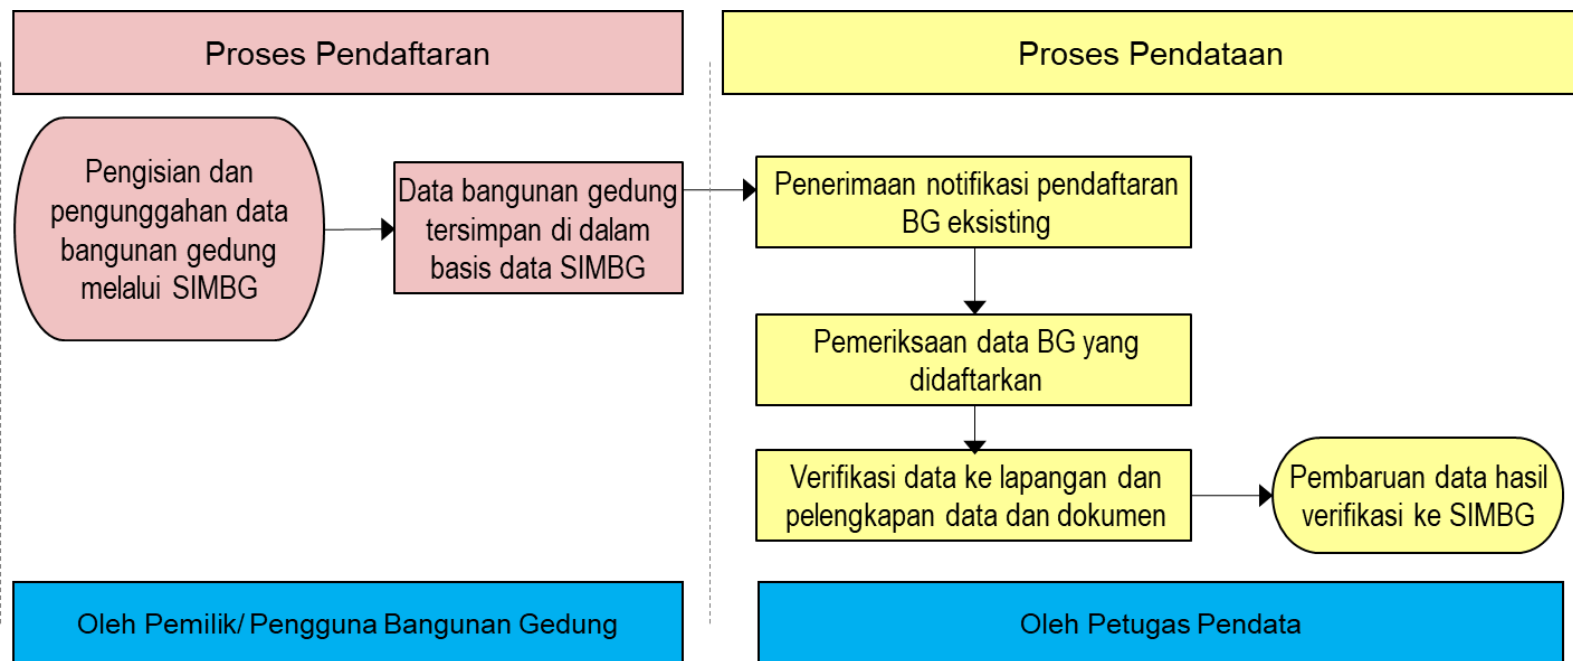 Proses Pendaftaran
Proses Pendataan
Pengisian dan
pengunggahan data
bangunan gedung
melalui SIMBG
Data bangunan gedung
tersimpan di dalam
basis data SIMBG
Penerimaan notifikasi pendaftaran
BG eksisting
Pemeriksaan data BG yang
didaftarkan
Verifikasi data ke lapangan dan
pelengkapan data dan dokumen
Pembaruan data hasil
verifikasi ke SIMBG
Oleh Pemilik/ Pengguna Bangunan Gedung
Oleh Petugas Pendata